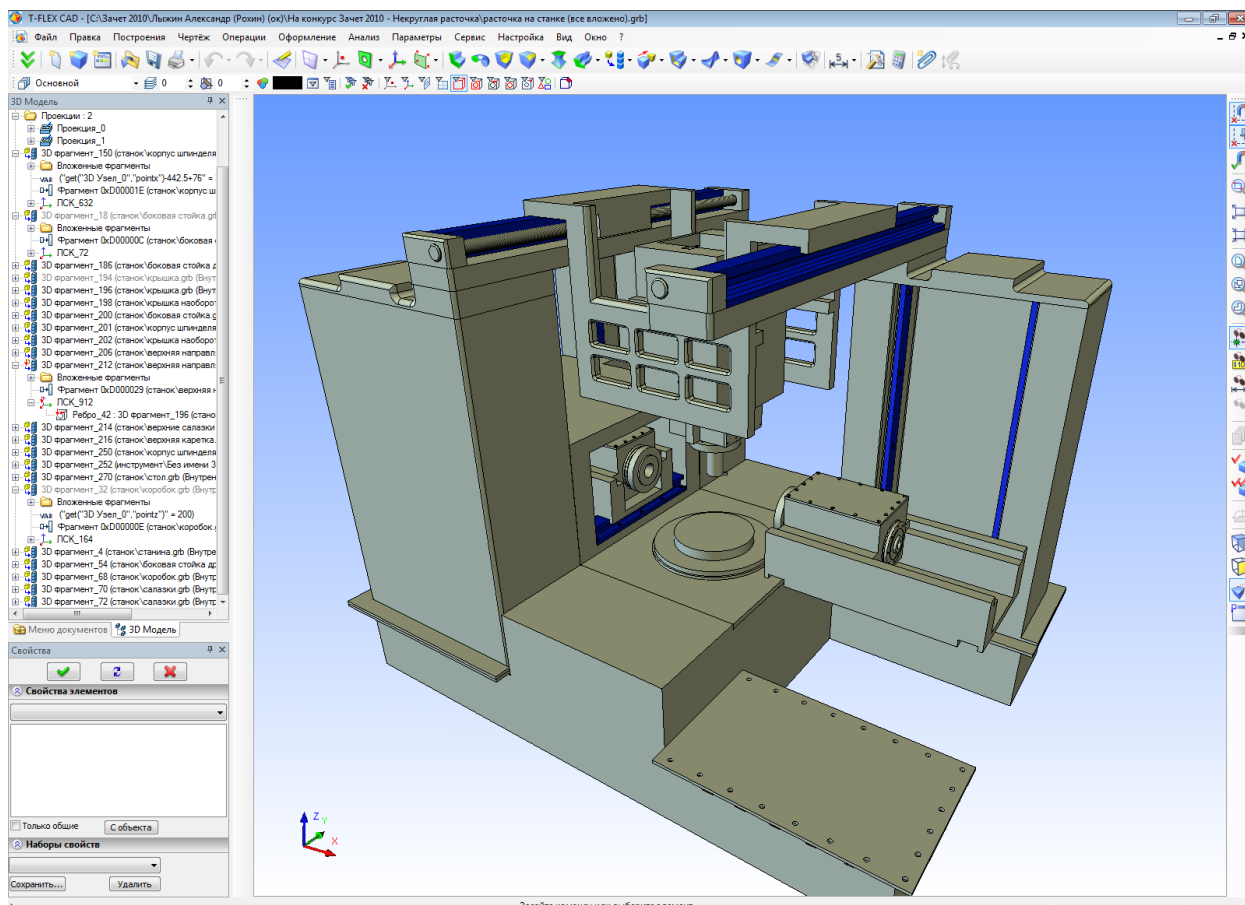 T-FLEX CAD - [C:\Зачет 2010\Лыжин Александр (Рохин) (ок)\На конкурс Зачет 2010 - Некруглая расточка\расточка на станке (все вложено).grb]
Файл Правка Построения Чертёж Операции Оформление Анализ Параметры Сервис Настройка Вид Окно ?
Основной 0 0
3D Модель
Проекции : 2
Проекция_0
Проекция_1
3D фрагмент_150 (станок\корпус шпинделя
Вложенные фрагменты
VAR ("get("3D Узел_0","pointx")-442.5+76" =
Фрагмент 0xD00001E (станок\корпус ш
ЛСК_632
3D фрагмент_18 (станок\боковая стойка.gr
Вложенные фрагменты
Фрагмент 0xD00000C (станок\боковая
ЛСК_72
3D фрагмент_186 (станок\боковая стойка д
3D фрагмент_194 (станок\крышка.grb (Внут
3D фрагмент_196 (станок\крышка.grb (Внут
3D фрагмент_198 (станок\крышка наоборот
3D фрагмент_200 (станок\боковая стойка.g
3D фрагмент_201 (станок\корпус шпинделя
3D фрагмент_202 (станок\крышка наоборот
3D фрагмент_206 (станок\верхняя направл
3D фрагмент_212 (станок\верхняя направл
Вложенные фрагменты
Фрагмент 0xD000029 (станок\верхняя н
ЛСК_912
Ребро_42 : 3D фрагмент_196 (стано
3D фрагмент_214 (станок\верхние салазки
3D фрагмент_216 (станок\верхняя каретка.
3D фрагмент_250 (станок\корпус шпинделя
3D фрагмент_252 (инструмент\Без имени 3
3D фрагмент_270 (станок\стол.grb (Внутрен
3D фрагмент_32 (станок\коробок.grb (Внут
Вложенные фрагменты
VAR ("get("3D Узел_0","pointz")" = 200)
Фрагмент 0xD00000E (станок\коробок.
ЛСК_164
3D фрагмент_4 (станок\станина.grb (Внутре
3D фрагмент_54 (станок\боковая стойка др
3D фрагмент_68 (станок\коробок.grb (Внутр
3D фрагмент_70 (станок\салазки.grb (Внутр
3D фрагмент_72 (станок\салазки.grb (Внутр
Меню документов 3D Модель
Свойства
Свойства элементов
Только общие С объекта
Наборы свойств
Сохранить... Удалить
Z
Y
X